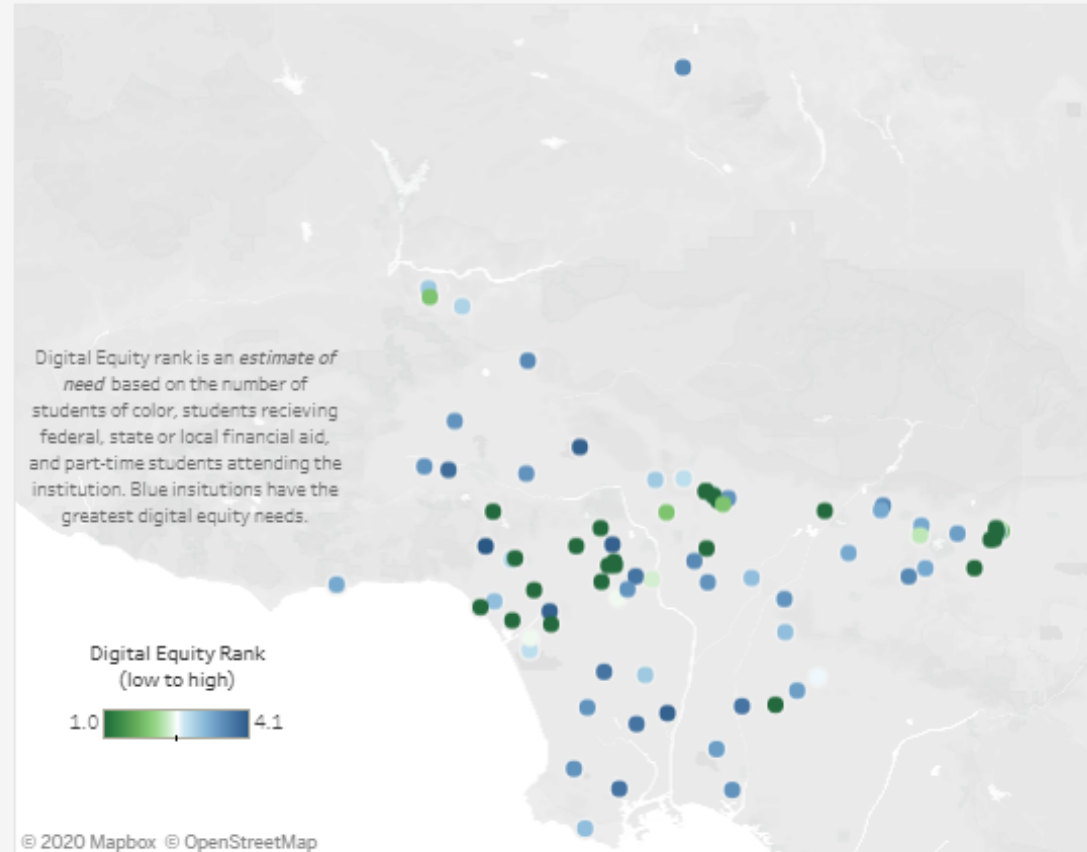 Digital Equity rank is an estimate of
need based on the number of
students of color, students recieving
federal, state or local financial aid,
and part-time students attending the
institution. Blue insitutions have the
greatest digital equity needs.
Digital Equity Rank
(low to high)
1.0 4.1
© 2020 Mapbox © OpenStreetMap